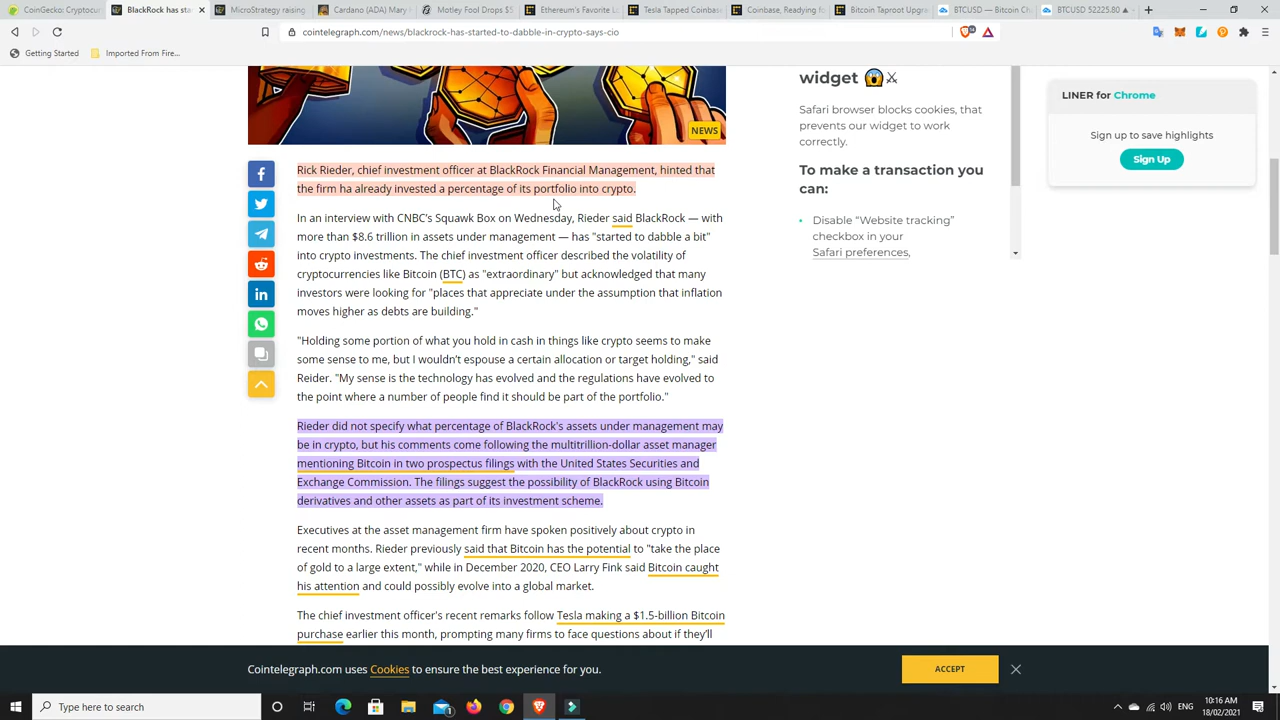 CoinGecko: Cryptocurr
BlackRock has sta
MicroStrategy raising
Cardano (ADA) Mary
Motley Fool Drops $5
Ethereum's Favorite L
Tesla Tapped Coinbase
Coinbase, Readying fo
Bitcoin Taproot Upgra
BTCUSD — Bitcoin Ch
BTCUSD 52225.80 ▲
cointelegraph.com/news/blackrock-has-started-to-dabble-in-crypto-says-cio
Getting Started
Imported From Fire...
NEWS
Rick Rieder, chief investment officer at BlackRock Financial Management, hinted that
the firm ha already invested a percentage of its portfolio into crypto.
In an interview with CNBC's Squawk Box on Wednesday, Rieder said BlackRock — with
more than $8.6 trillion in assets under management — has "started to dabble a bit"
into crypto investments. The chief investment officer described the volatility of
cryptocurrencies like Bitcoin (BTC) as "extraordinary" but acknowledged that many
investors were looking for "places that appreciate under the assumption that inflation
moves higher as debts are building."
"Holding some portion of what you hold in cash in things like crypto seems to make
some sense to me, but I wouldn't espouse a certain allocation or target holding," said
Reider. "My sense is the technology has evolved and the regulations have evolved to
the point where a number of people find it should be part of the portfolio."
Rieder did not specify what percentage of BlackRock's assets under management may
be in crypto, but his comments come following the multitrillion-dollar asset manager
mentioning Bitcoin in two prospectus filings with the United States Securities and
Exchange Commission. The filings suggest the possibility of BlackRock using Bitcoin
derivatives and other assets as part of its investment scheme.
Executives at the asset management firm have spoken positively about crypto in
recent months. Rieder previously said that Bitcoin has the potential to "take the place
of gold to a large extent," while in December 2020, CEO Larry Fink said Bitcoin caught
his attention and could possibly evolve into a global market.
The chief investment officer's recent remarks follow Tesla making a $1.5-billion Bitcoin
purchase earlier this month, prompting many firms to face questions about if they'll
widget 😱⚔
Safari browser blocks cookies, that
prevents our widget to work
correctly.
To make a transaction you
can:
Disable "Website tracking"
checkbox in your
Safari preferences,
LINER for Chrome
Sign up to save highlights
Sign Up
Cointelegraph.com uses Cookies to ensure the best experience for you.
ACCEPT
Type here to search
ENG
10:16 AM
18/02/2021